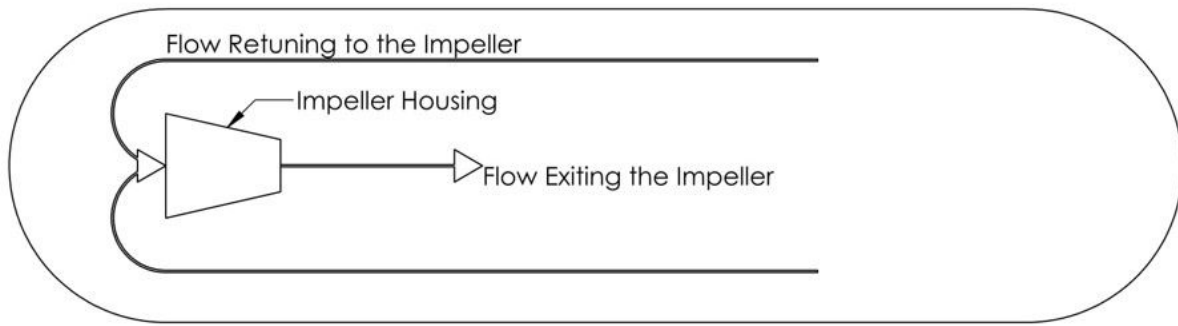 Flow Retuning to the Impeller
Impeller Housing
Flow Exiting the Impeller